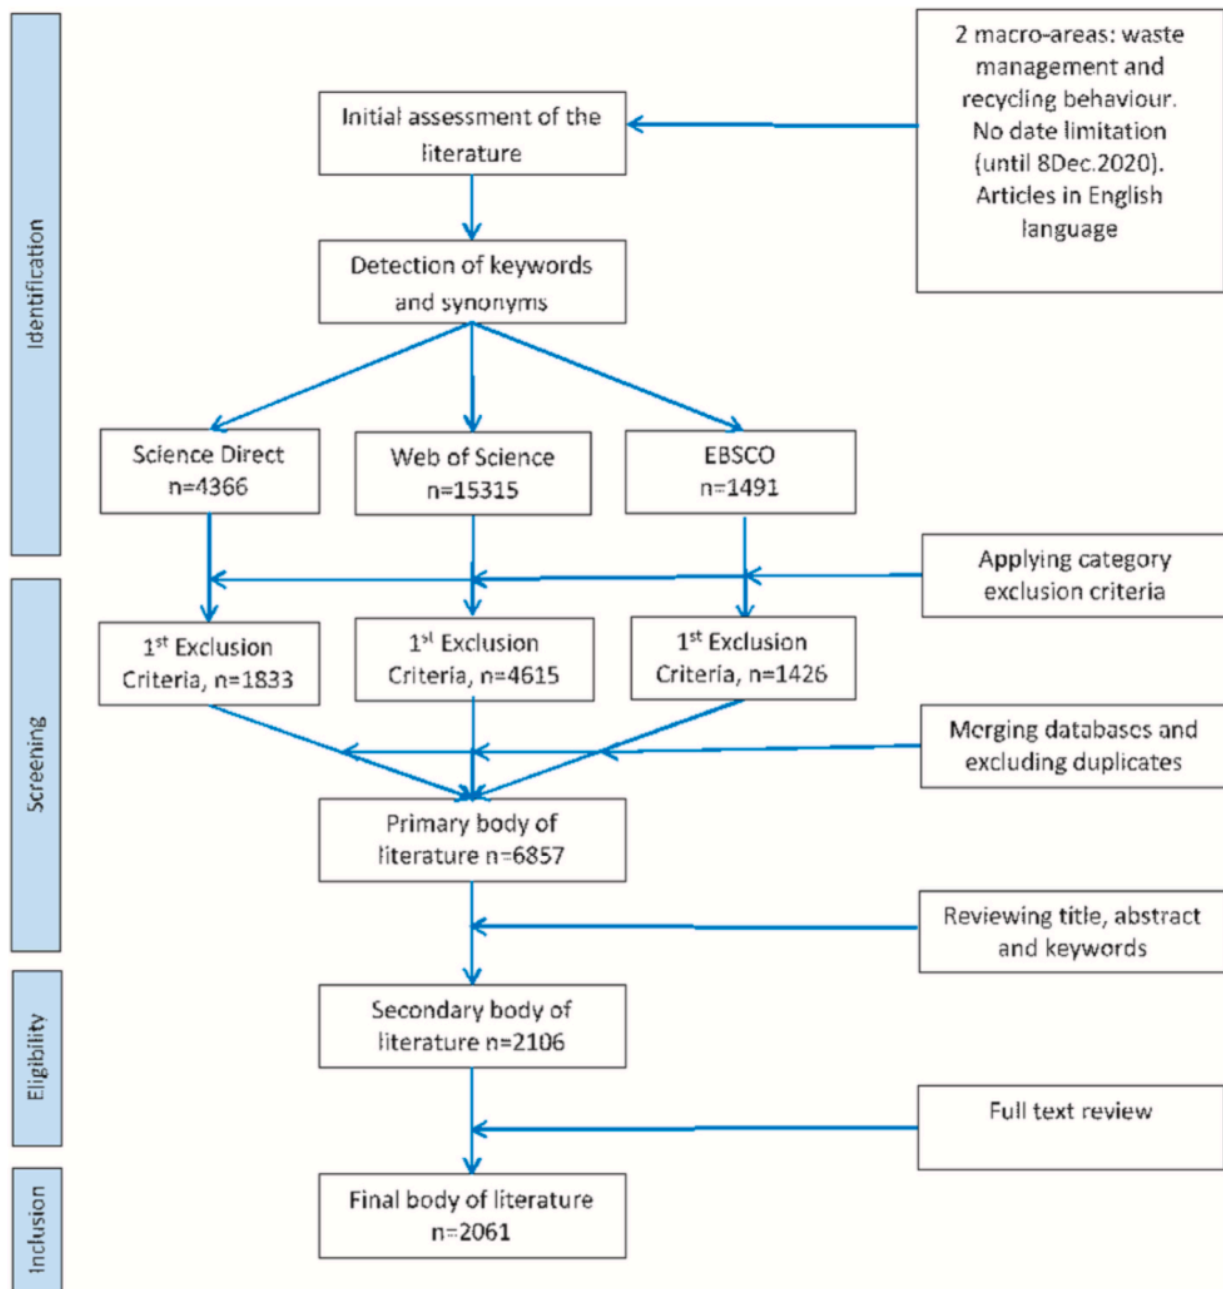 Identification
2 macro-areas: waste
management and
recycling behaviour.
No date limitation
(until 8Dec.2020).
Articles in English
language
Initial assessment of the
literature
Detection of keywords
and synonyms
Science Direct
n=4366
Web of Science
n=15315
EBSCO
n=1491
Applying category
exclusion criteria
Screening
1st Exclusion
Criteria, n=1833
1st Exclusion
Criteria, n=4615
1st Exclusion
Criteria, n=1426
Merging databases and
excluding duplicates
Primary body of
literature n=6857
Reviewing title, abstract
and keywords
Eligibility
Secondary body of
literature n=2106
Full text review
Inclusion
Final body of literature
n=2061